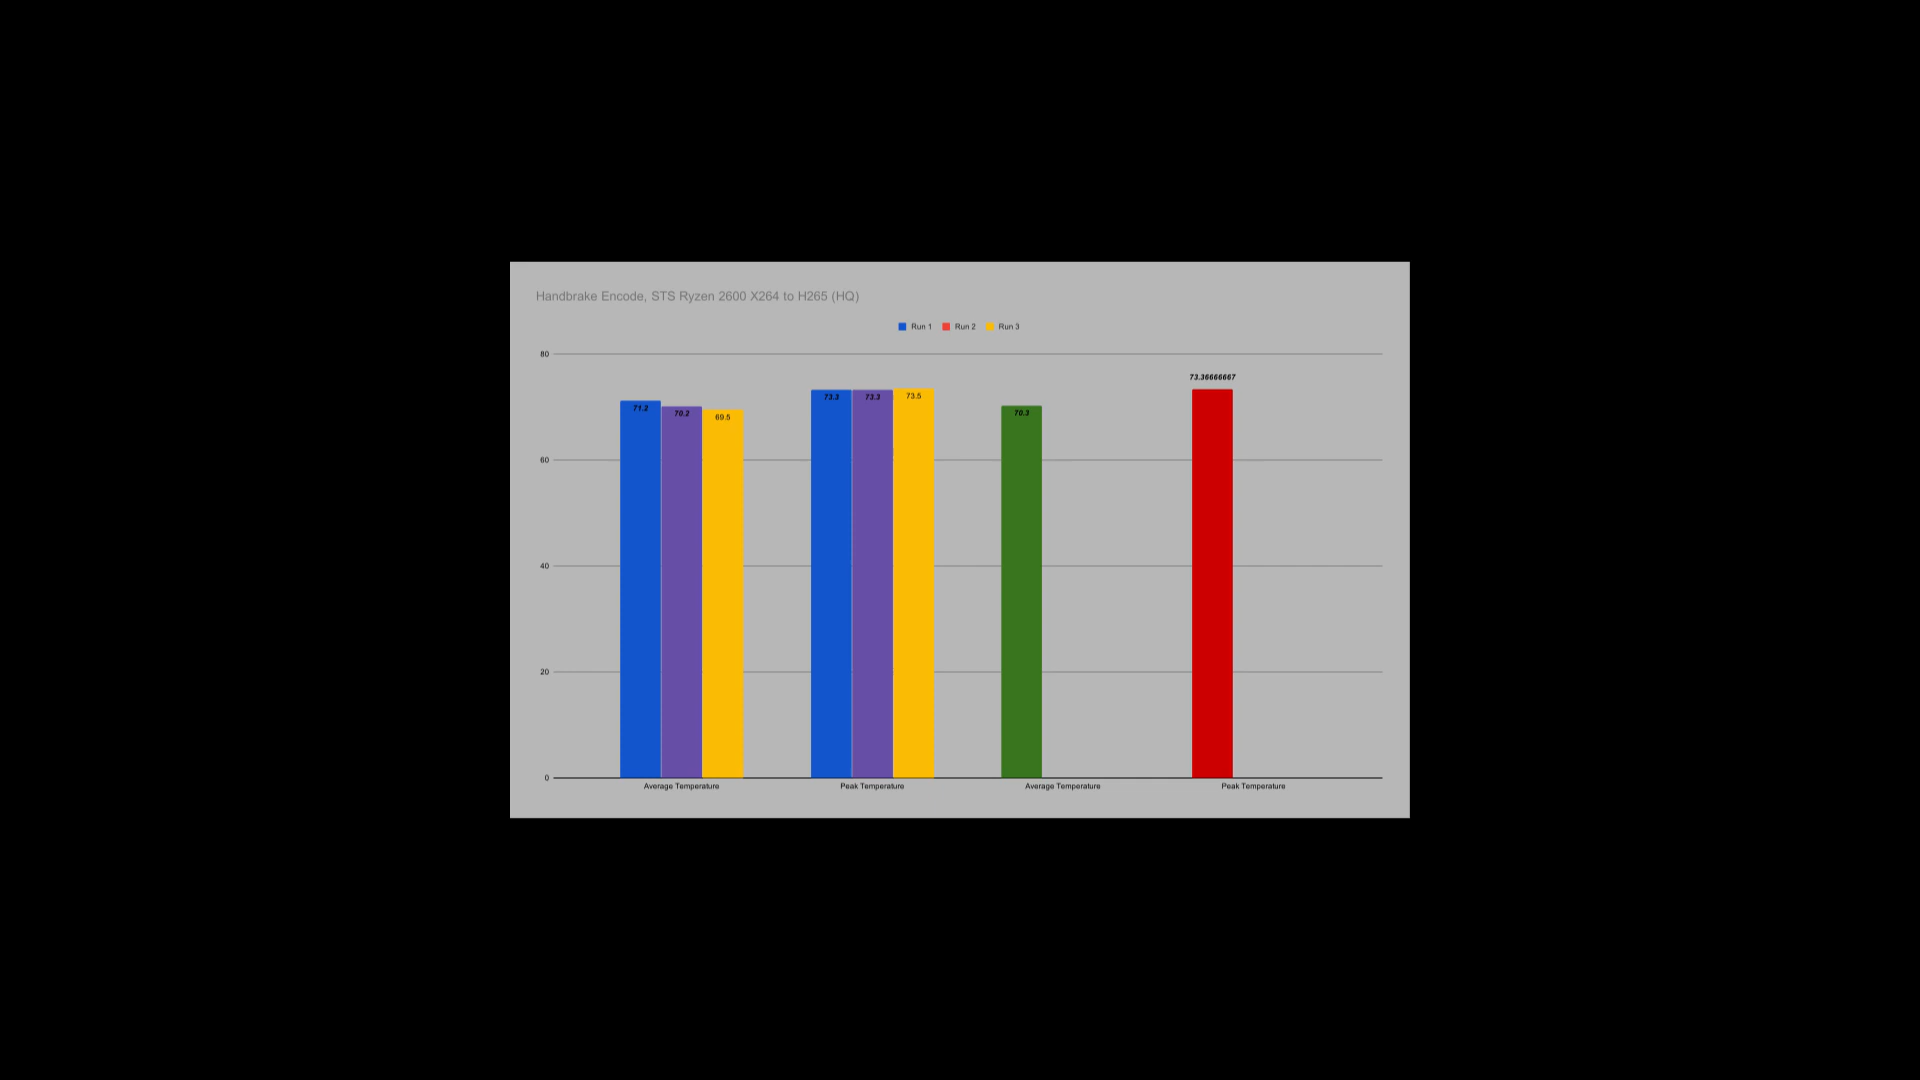 Handbrake Encode, STS Ryzen 2600 X264 to H265 (HQ)
Run 1 Run 2 Run 3
80
60
40
20
0
71.2 70.2 69.5
73.3 73.3 73.5
70.3
73.36666667
Average Temperature Peak Temperature Average Temperature Peak Temperature